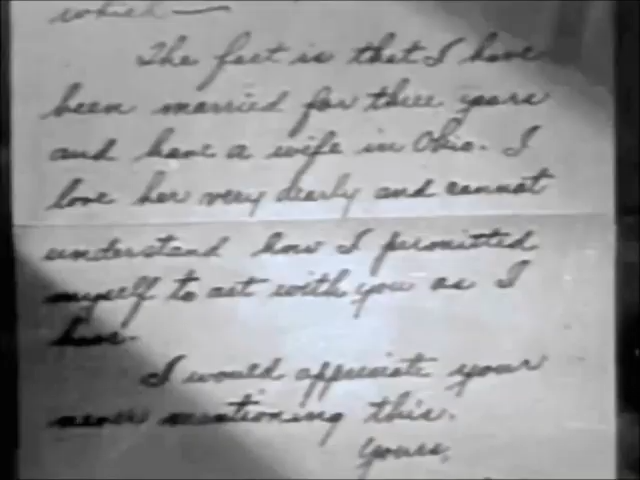 which—
The fact is that I have
been married for three years
and have a wife in Ohio. I
love her very dearly and cannot
understand how I permitted
myself to act with you as I
have.
I would appreciate your
never mentioning this.
Yours,